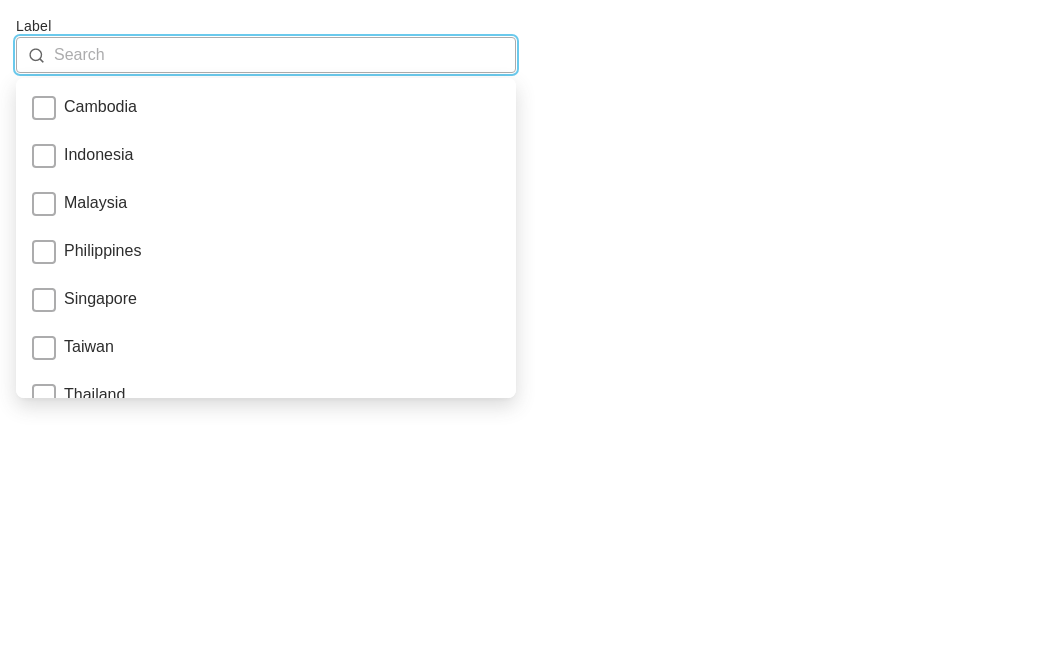 Label
Search
Cambodia
Indonesia
Malaysia
Philippines
Singapore
Taiwan
Thailand